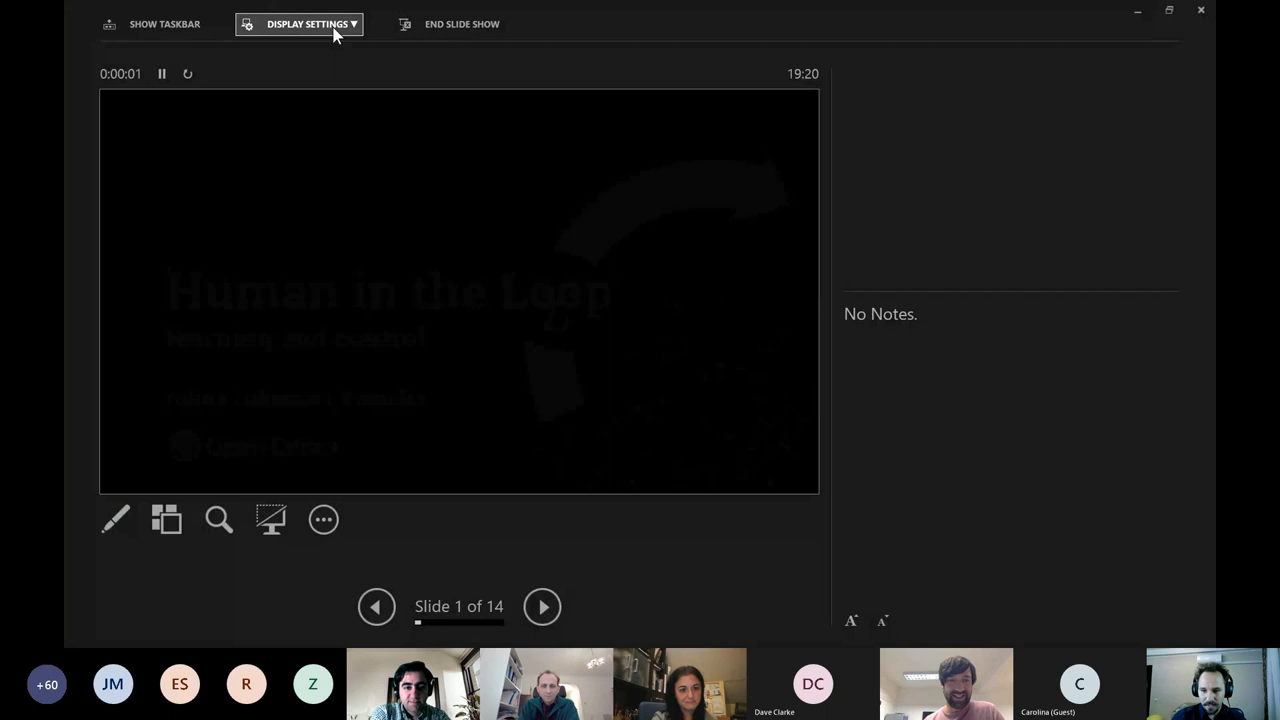 SHOW TASKBAR
DISPLAY SETTINGS ▼
END SLIDE SHOW
0:00:01
19:20
Human in the Loop
No Notes.
Slide 1 of 14
A
A
+60
JM
ES
R
Z
DC
Dave Clarke
C
Carolina (Guest)